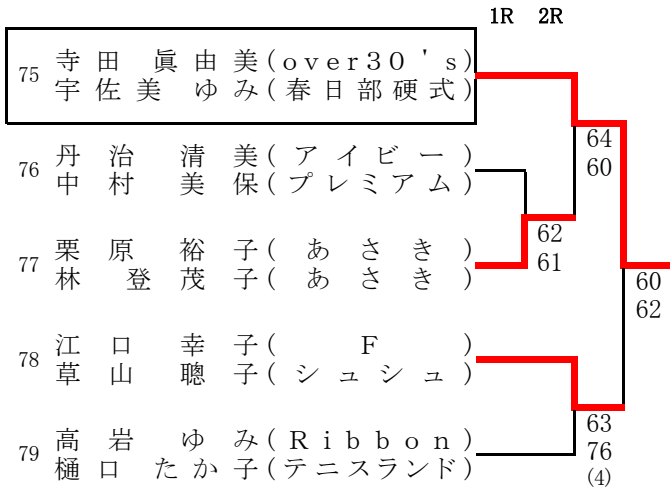 1R 2R
75 寺田 眞由美(over30's)
宇佐美 ゆみ(春日部硬式)
64
60
76 丹治 清美(アイビー)
中村 美保(プレミアム)
62
61
77 栗原 裕子(あさき)
林 登茂子(あさき)
60
62
78 江口 幸子(F)
草山 聰子(シュシュ)
63
76
(4)
79 高岩 ゆみ(Ribbon)
樋口 たか子(テニスランド)